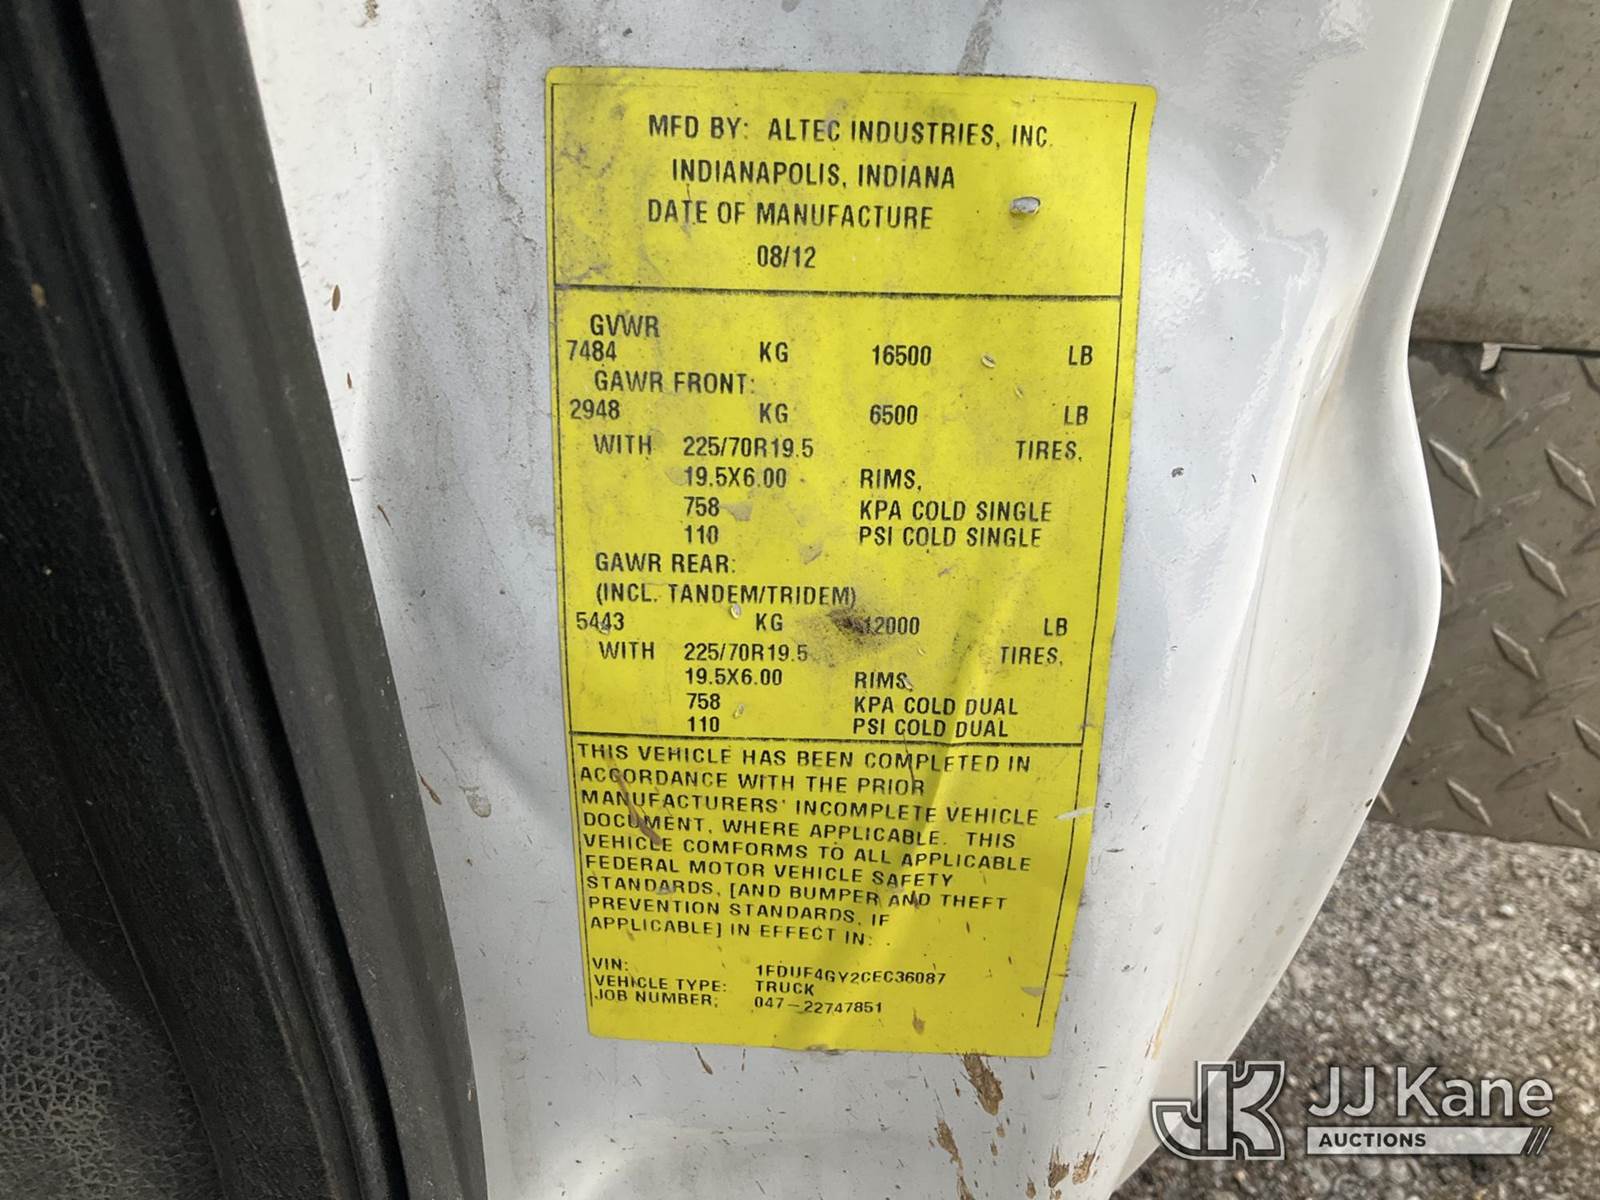 MFD BY: ALTEC INDUSTRIES, INC.
INDIANAPOLIS, INDIANA
DATE OF MANUFACTURE
08/12
GVWR
7484 KG 16500 LB
GAWR FRONT:
2948 KG 6500 LB
WITH 225/70R19.5 TIRES,
19.5X6.00 RIMS,
758 KPA COLD SINGLE
110 PSI COLD SINGLE
GAWR REAR:
(INCL. TANDEM/TRIDEM)
5443 KG 12000 LB
WITH 225/70R19.5 TIRES,
19.5X6.00 RIMS,
758 KPA COLD DUAL
110 PSI COLD DUAL
THIS VEHICLE HAS BEEN COMPLETED IN
ACCORDANCE WITH THE PRIOR
MANUFACTURERS' INCOMPLETE VEHICLE
DOCUMENT, WHERE APPLICABLE. THIS
VEHICLE COMFORMS TO ALL APPLICABLE
FEDERAL MOTOR VEHICLE SAFETY
STANDARDS, [AND BUMPER AND THEFT
PREVENTION STANDARDS, IF
APPLICABLE] IN EFFECT IN:
VIN: 1FDUF4GY2CEC36087
VEHICLE TYPE: TRUCK
JOB NUMBER: 047-22747851
JK JJ Kane
AUCTIONS